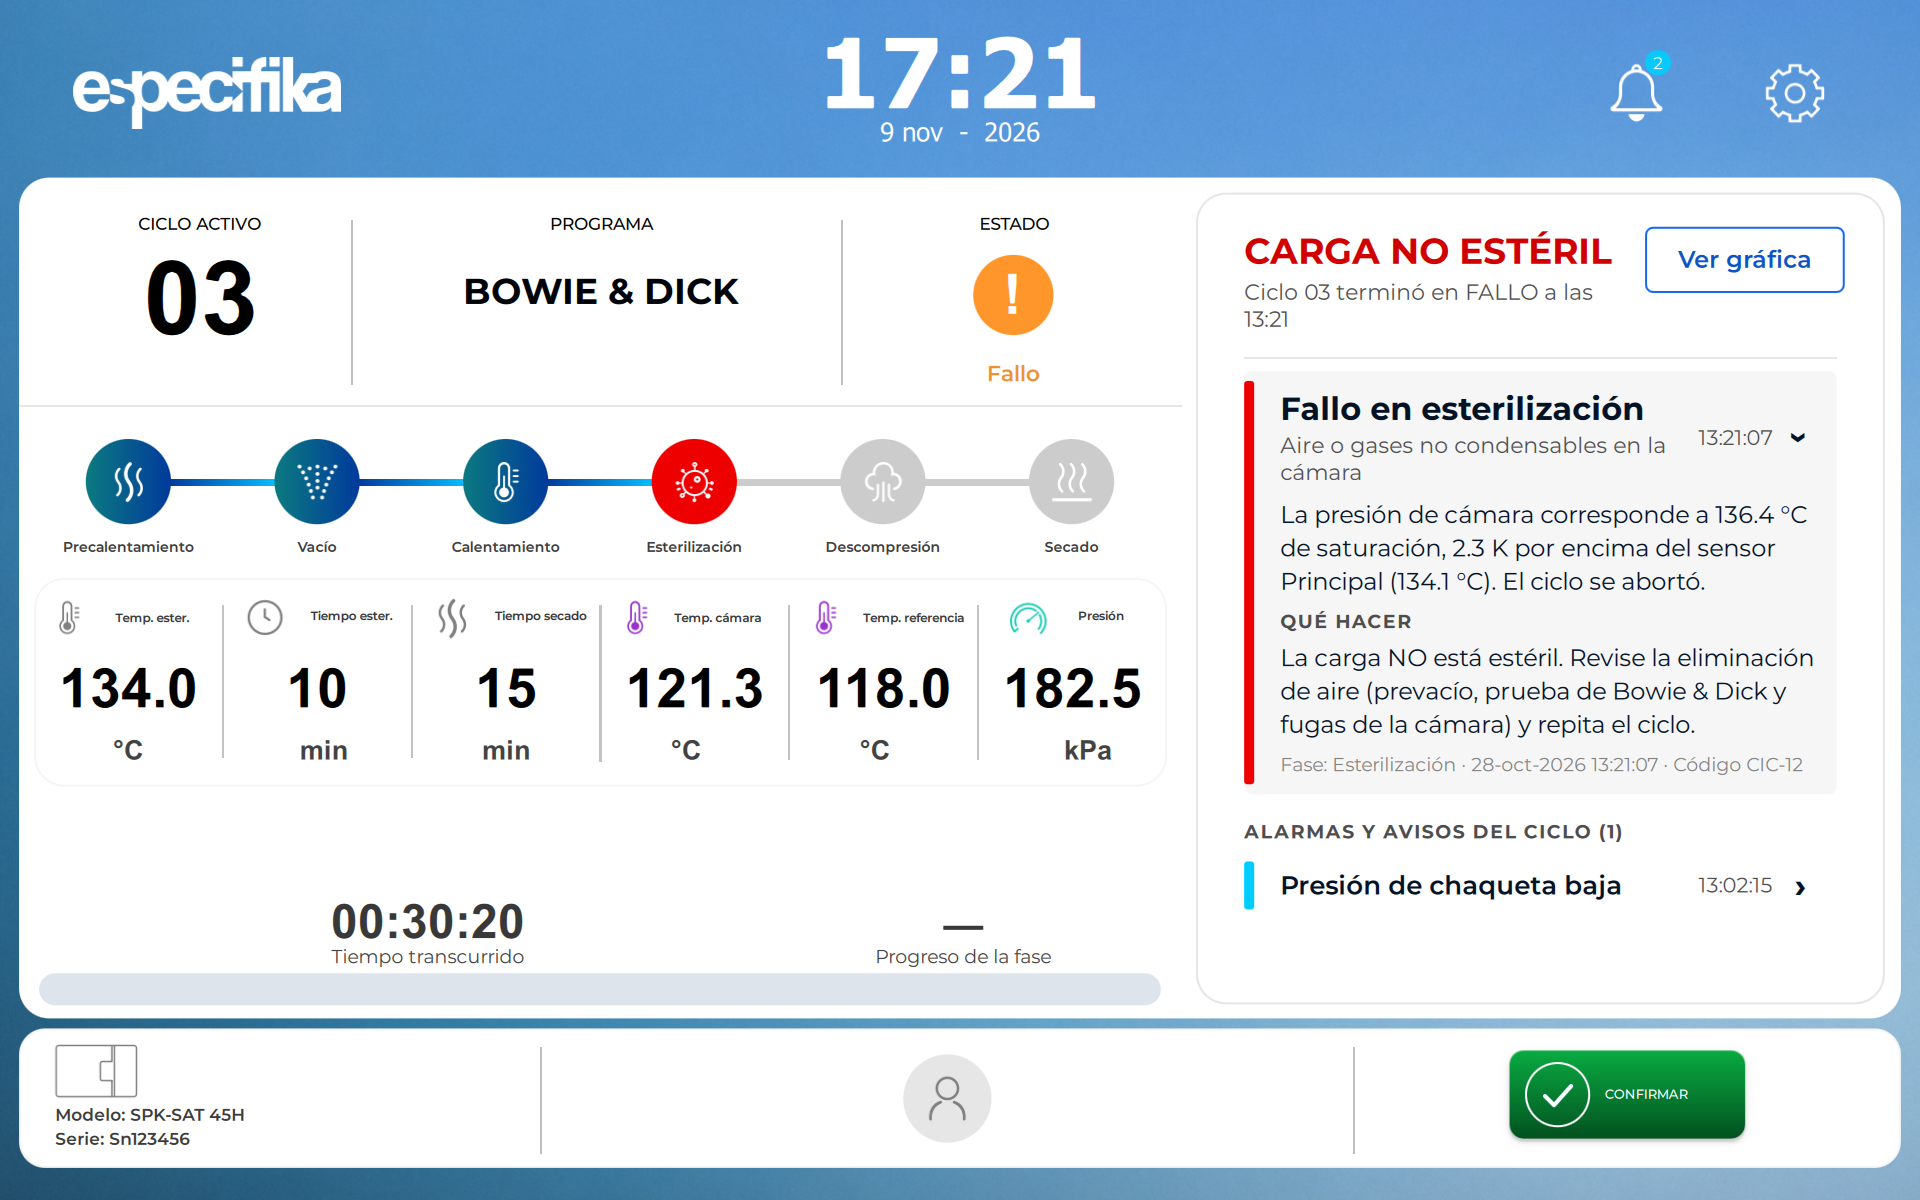 especifika
17:21
9 nov - 2026
2
CICLO ACTIVO
03
PROGRAMA
BOWIE & DICK
ESTADO
!
Fallo
Precalentamiento
Vacío
Calentamiento
Esterilización
Descompresión
Secado
Temp. ester.
134.0
°C
Tiempo ester.
10
min
Tiempo secado
15
min
Temp. cámara
121.3
°C
Temp. referencia
118.0
°C
Presión
182.5
kPa
00:30:20
Tiempo transcurrido
—
Progreso de la fase
CARGA NO ESTÉRIL
Ciclo 03 terminó en FALLO a las
13:21
Ver gráfica
Fallo en esterilización
Aire o gases no condensables en la
cámara
13:21:07
La presión de cámara corresponde a 136.4 °C
de saturación, 2.3 K por encima del sensor
Principal (134.1 °C). El ciclo se abortó.
QUÉ HACER
La carga NO está estéril. Revise la eliminación
de aire (prevacío, prueba de Bowie & Dick y
fugas de la cámara) y repita el ciclo.
Fase: Esterilización · 28-oct-2026 13:21:07 · Código CIC-12
ALARMAS Y AVISOS DEL CICLO (1)
Presión de chaqueta baja
13:02:15
Modelo: SPK-SAT 45H
Serie: Sn123456
CONFIRMAR